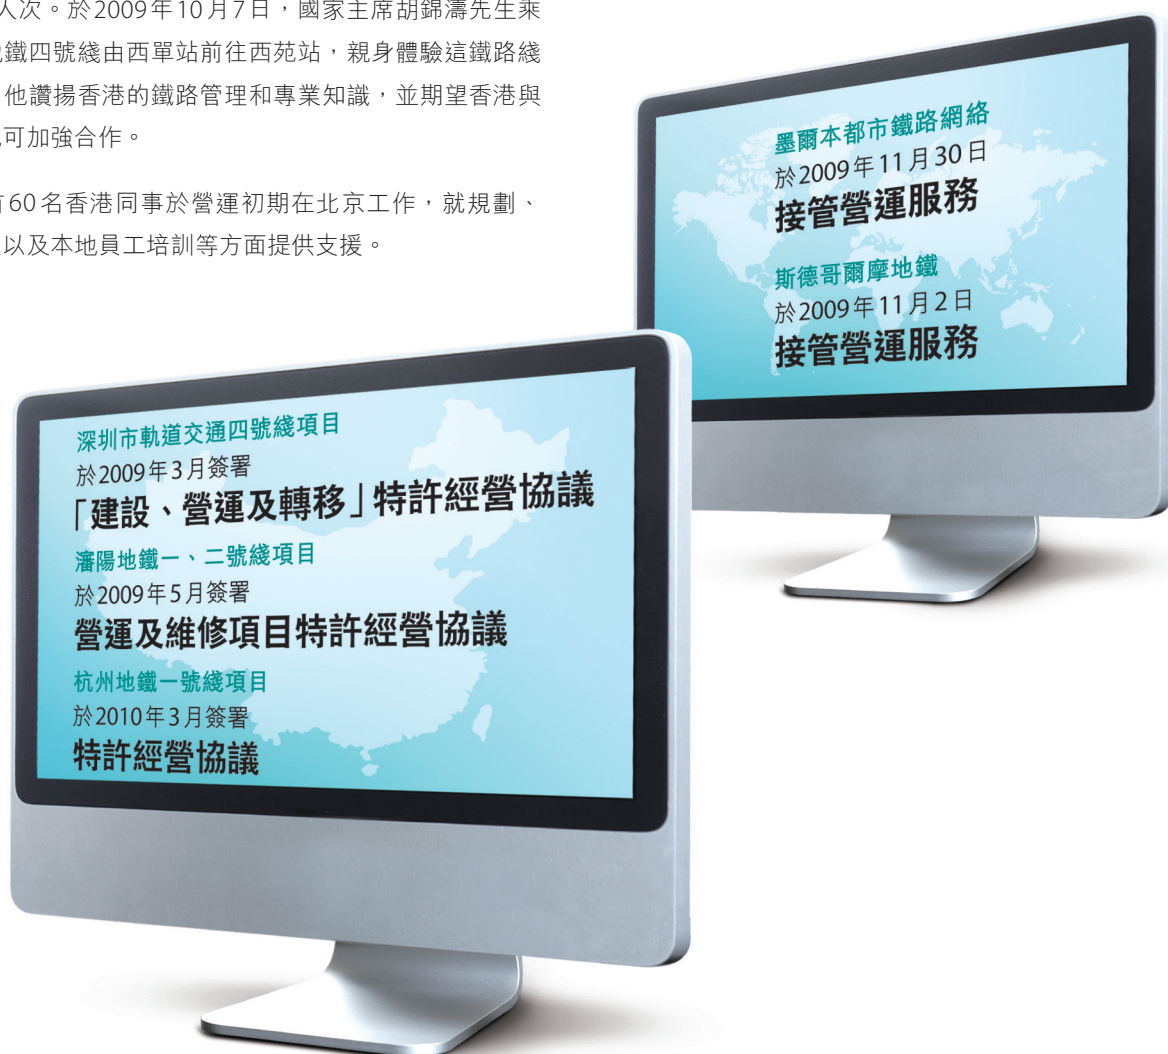 人次。於2009年10月7日，國家主席胡錦濤先生乘
地鐵四號綫由西單站前往西苑站，親身體驗這鐵路綫
他讚揚香港的鐵路管理和專業知識，並期望香港與
可加強合作。
60名香港同事於營運初期在北京工作，就規劃、
以及本地員工培訓等方面提供支援。
墨爾本都市鐵路網絡
於2009年11月30日
接管營運服務
斯德哥爾摩地鐵
於2009年11月2日
接管營運服務
深圳市軌道交通四號綫項目
於2009年3月簽署
「建設、營運及轉移」特許經營協議
瀋陽地鐵一、二號綫項目
於2009年5月簽署
營運及維修項目特許經營協議
杭州地鐵一號綫項目
於2010年3月簽署
特許經營協議